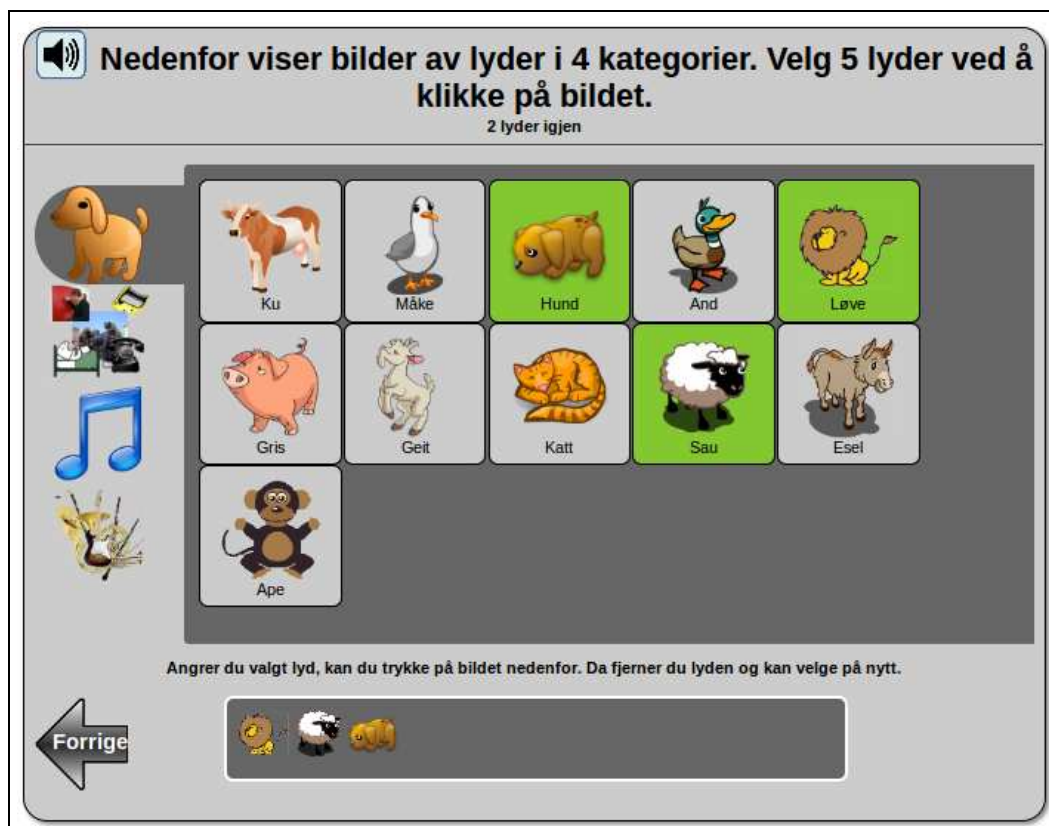 Nedenfor viser bilder av lyder i 4 kategorier. Velg 5 lyder ved å
klikke på bildet.
2 lyder igjen
Ku
Måke
Hund
And
Løve
Gris
Geit
Katt
Sau
Esel
Ape
Angrer du valgt lyd, kan du trykke på bildet nedenfor. Da fjerner du lyden og kan velge på nytt.
Forrige